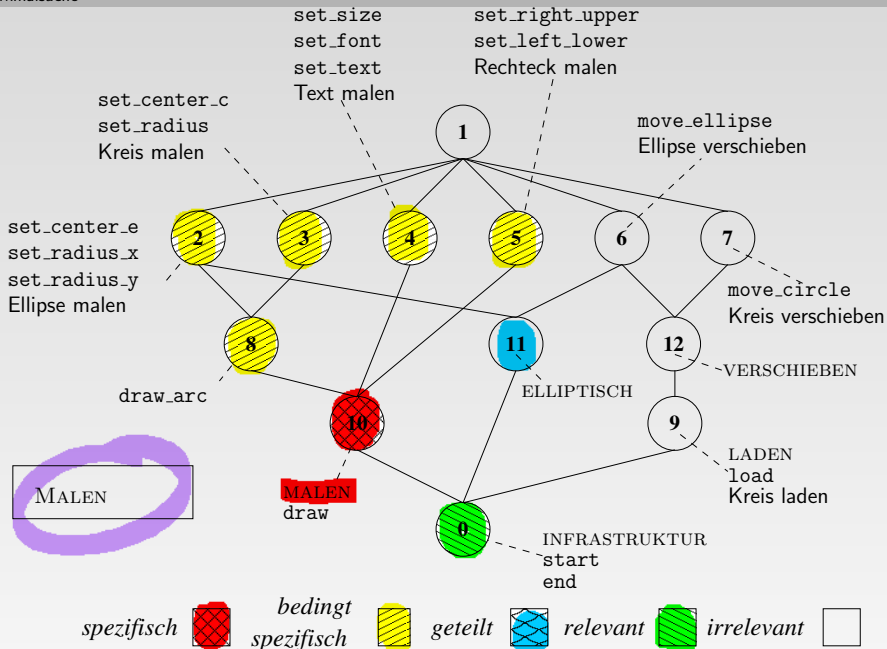 set_size
set_font
set_text
Text malen
set_right_upper
set_left_lower
Rechteck malen
set_center_c
set_radius
Kreis malen
1
move_ellipse
Ellipse verschieben
set_center_e
set_radius_x
set_radius_y
Ellipse malen
2
3
4
5
6
7
move_circle
Kreis verschieben
8
11
12
draw_arc
ELLIPTISCH
VERSCHIEBEN
10
9
MALEN
MALEN
draw
LADEN
load
Kreis laden
0
INFRASTRUKTUR
start
end
spezifisch
bedingt
spezifisch
geteilt
relevant
irrelevant